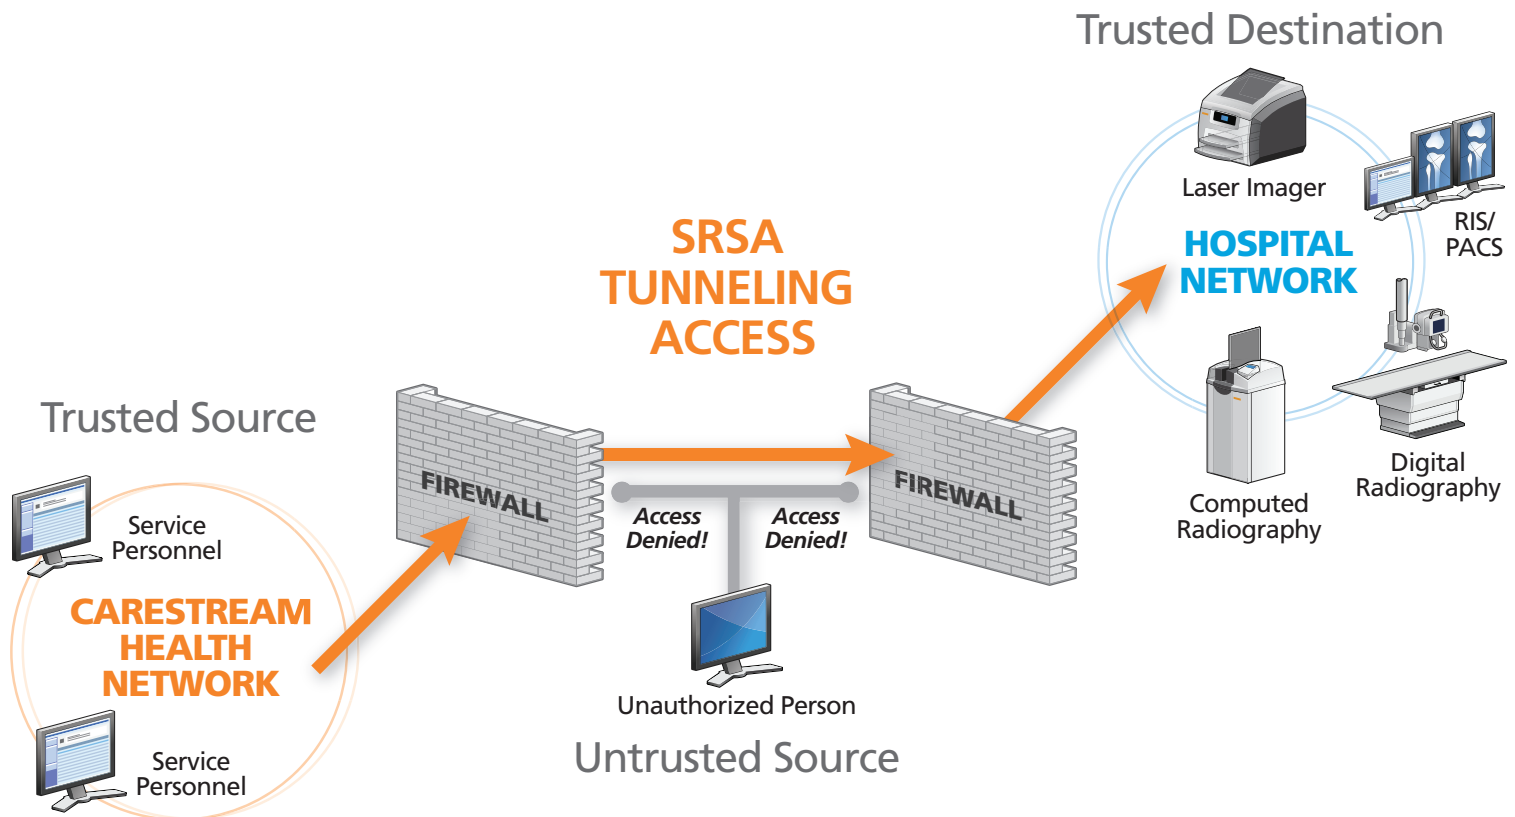 Trusted Destination
Laser Imager
RIS/
PACS
HOSPITAL
NETWORK
Digital
Radiography
Computed
Radiography
SRSA
TUNNELING
ACCESS
Trusted Source
Service
Personnel
CARESTREAM
HEALTH
NETWORK
Service
Personnel
FIREWALL
FIREWALL
Access
Denied!
Access
Denied!
Unauthorized Person
Untrusted Source